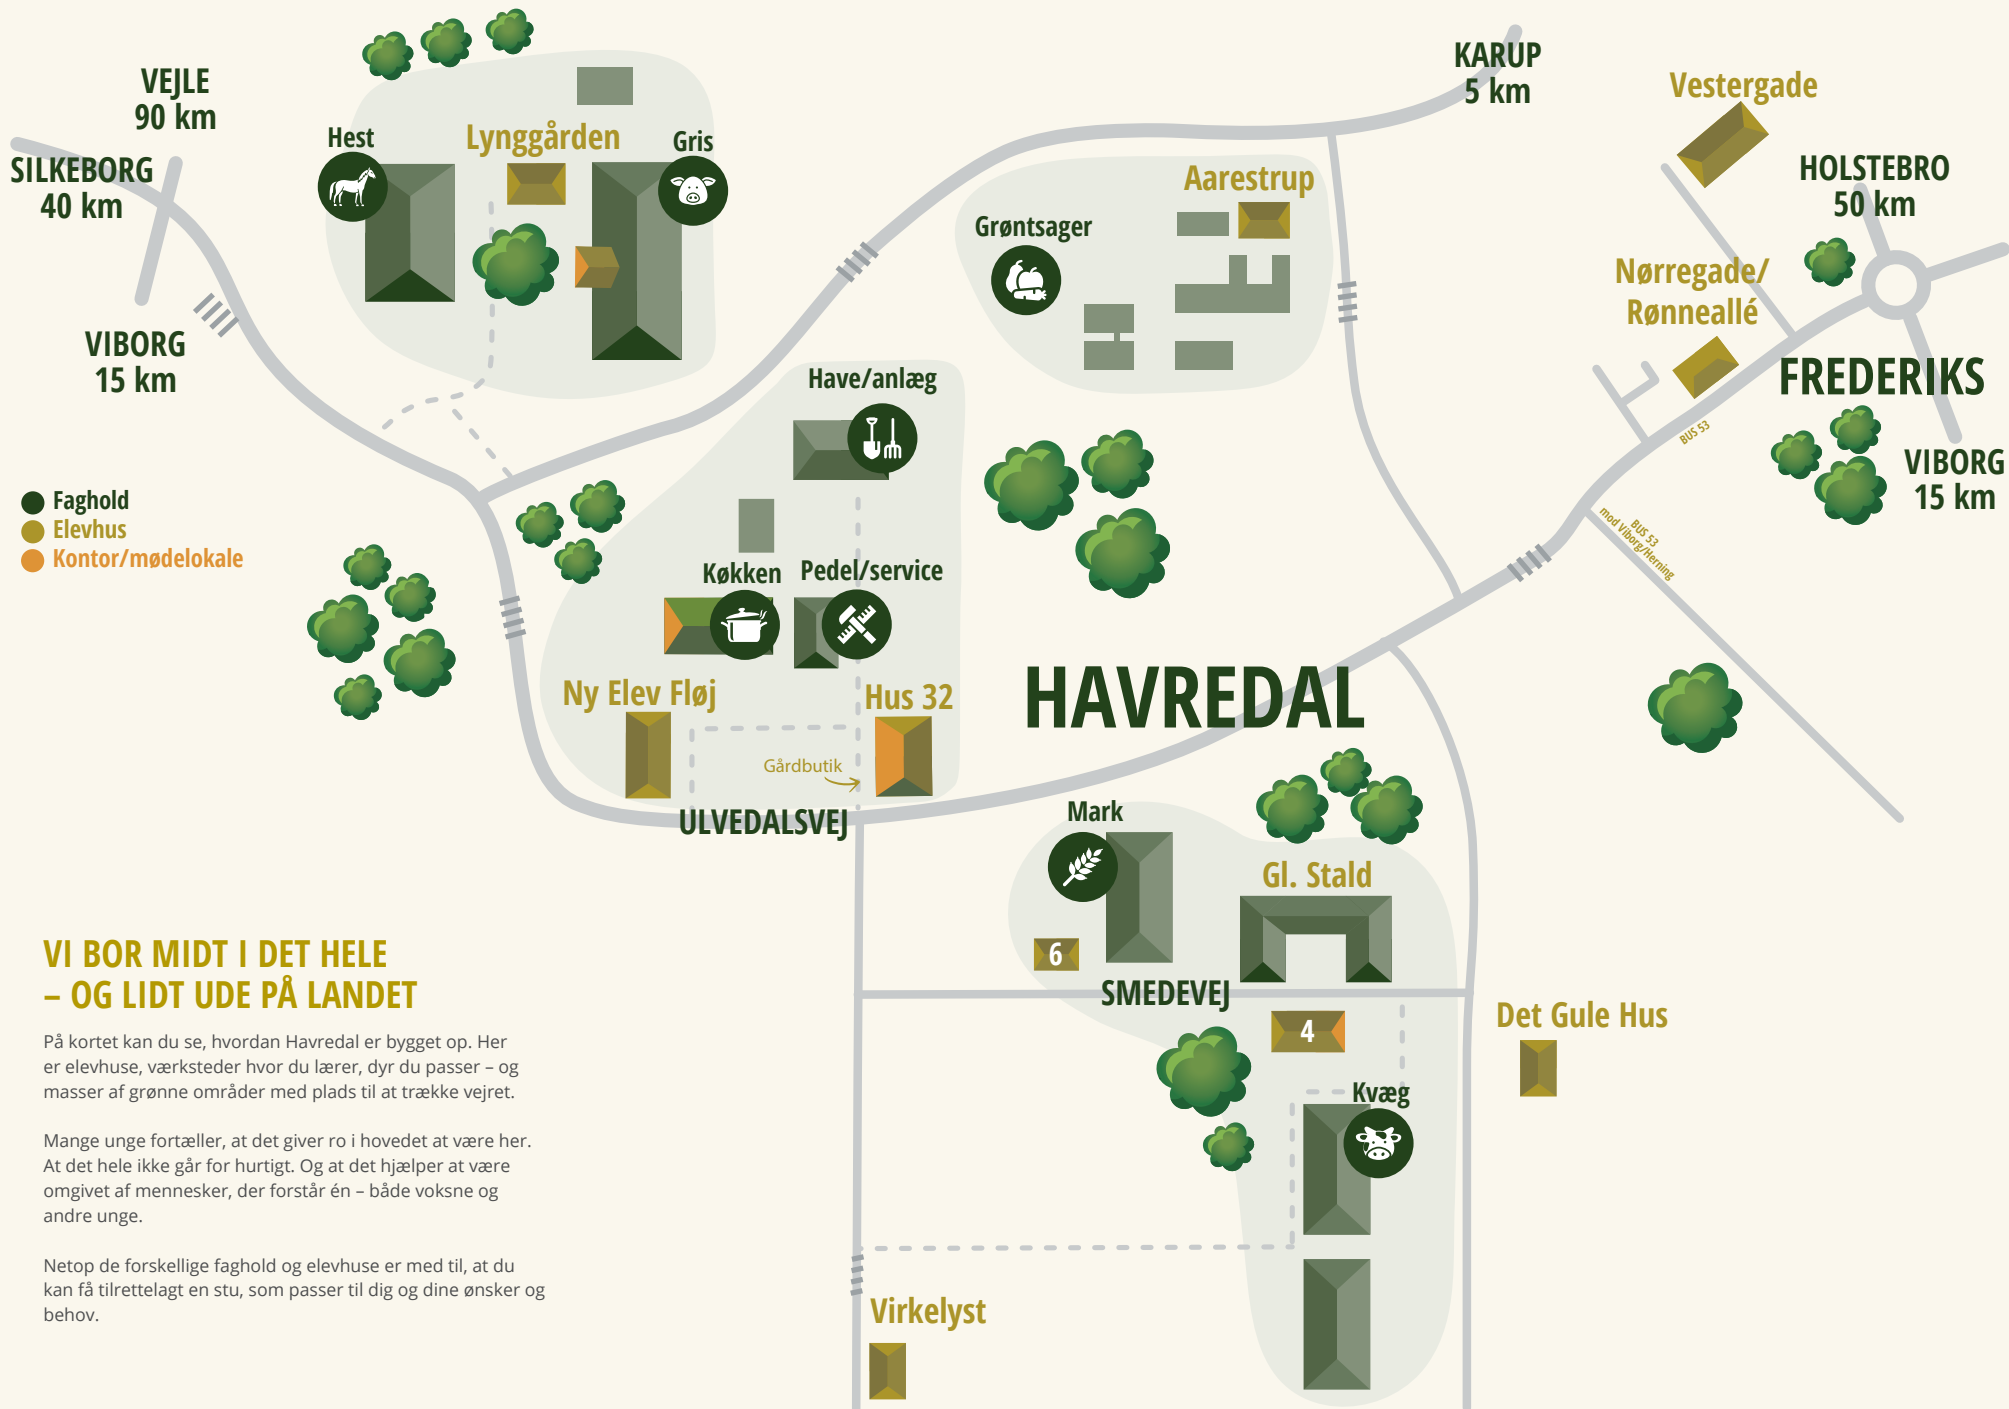 VEJLE
90 km
SILKEBORG
40 km
VIBORG
15 km
Hest
Lynggården
Gris
KARUP
5 km
Vestergade
HOLSTEBRO
50 km
Aarestrup
Grøntsager
Nørregade/
Rønneallé
FREDERIKS
BUS 53
VIBORG
15 km
BUS 53
mod Viborg/Herning
Have/anlæg
Faghold
Elevhus
Kontor/mødelokale
Køkken
Pedel/service
Ny Elev Fløj
Hus 32
HAVREDAL
Gårdbutik
ULVEDALSVEJ
Mark
Gl. Stald
6
SMEDEVEJ
4
Det Gule Hus
Kvæg
Virkelyst
VI BOR MIDT I DET HELE
– OG LIDT UDE PÅ LANDET
På kortet kan du se, hvordan Havredal er bygget op. Her
er elevhuse, værksteder hvor du lærer, dyr du passer – og
masser af grønne områder med plads til at trække vejret.
Mange unge fortæller, at det giver ro i hovedet at være her.
At det hele ikke går for hurtigt. Og at det hjælper at være
omgivet af mennesker, der forstår én – både voksne og
andre unge.
Netop de forskellige faghold og elevhuse er med til, at du
kan få tilrettelagt en stu, som passer til dig og dine ønsker og
behov.